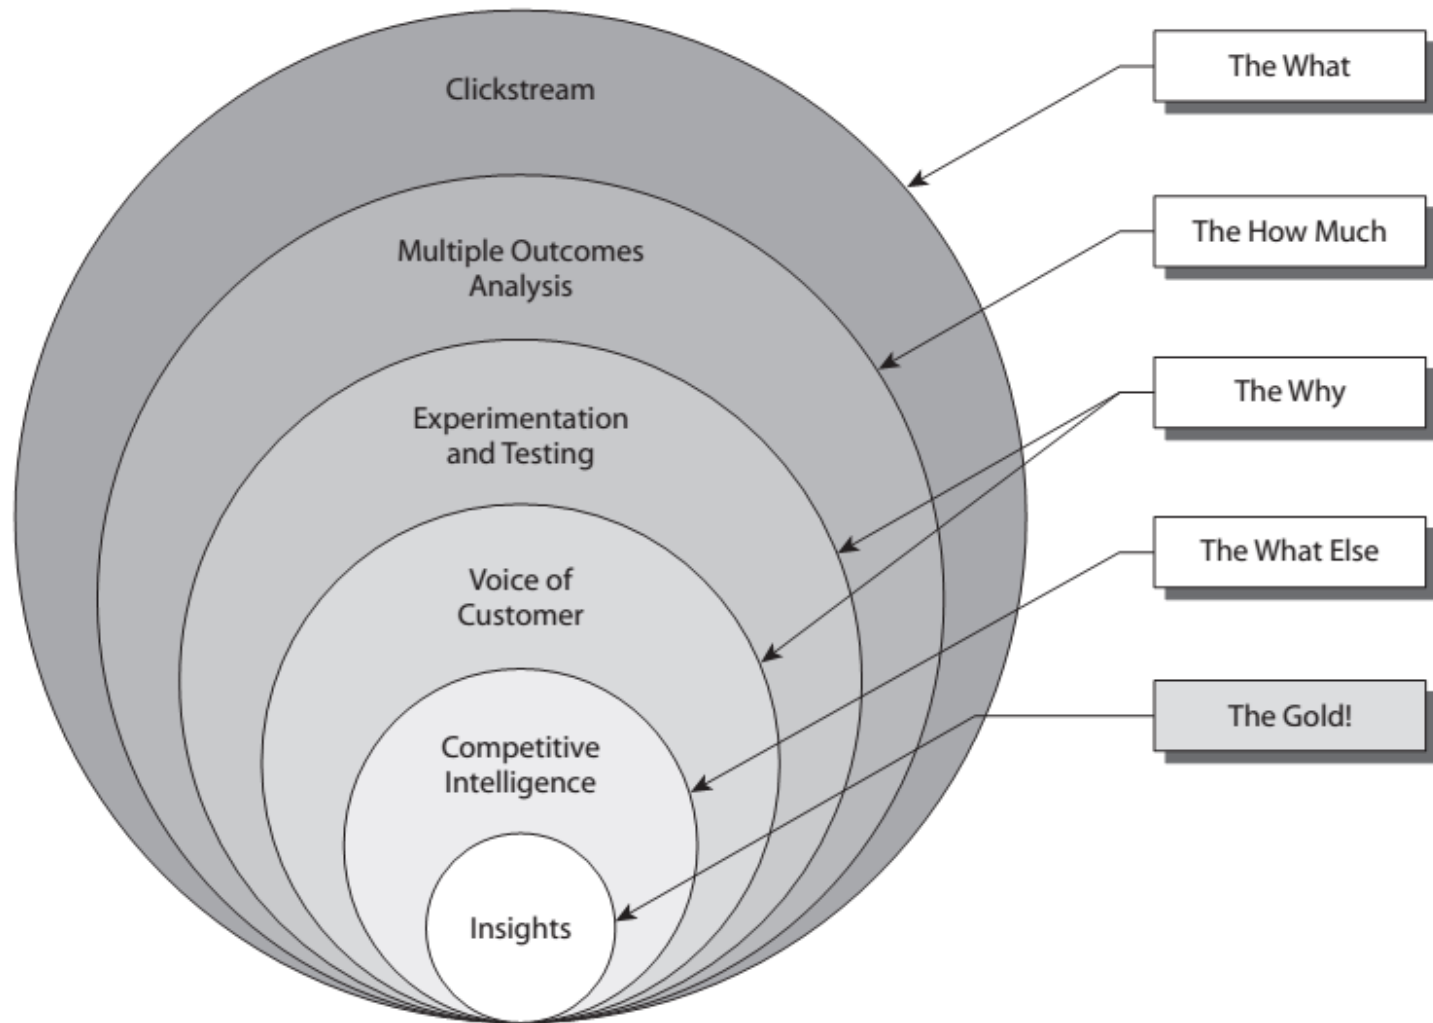 Clickstream
Multiple Outcomes
Analysis
Experimentation
and Testing
Voice of
Customer
Competitive
Intelligence
Insights
The What
The How Much
The Why
The What Else
The Gold!